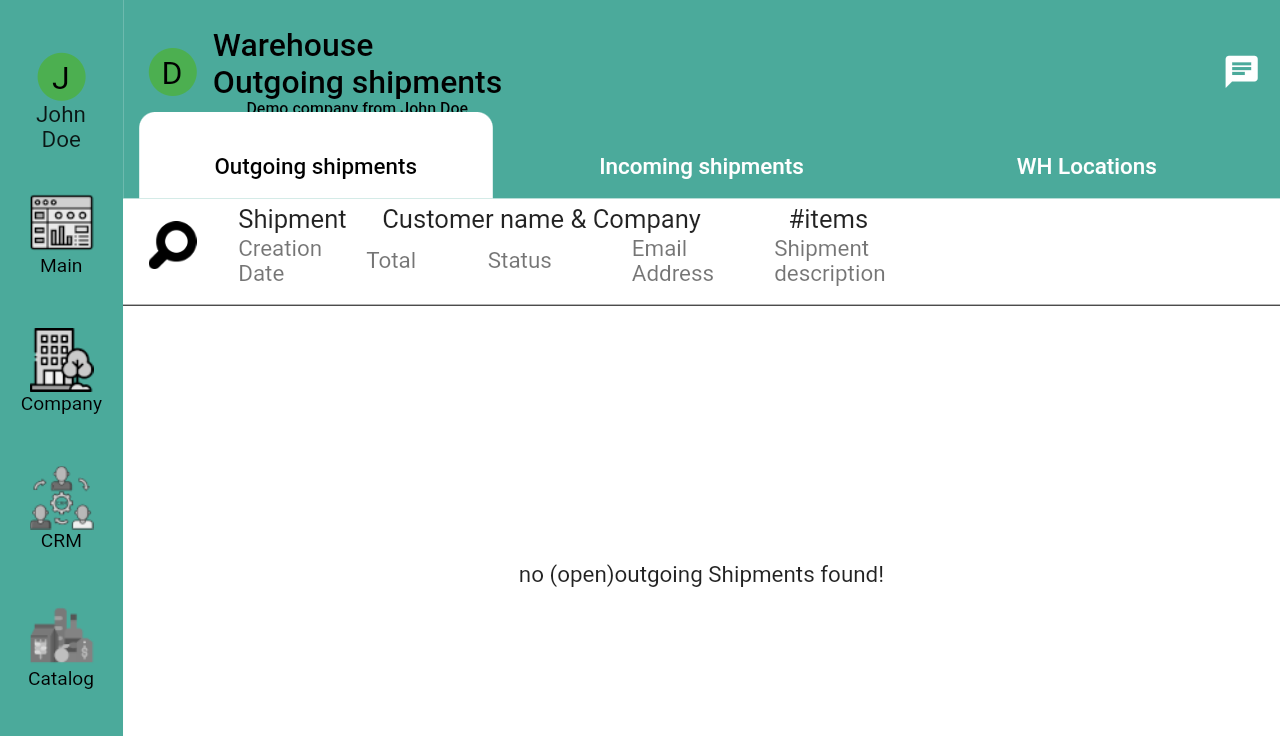 J
John
Doe
Main
Company
CRM
Catalog
D
Warehouse
Outgoing shipments
Demo company from John Doe
Outgoing shipments
Incoming shipments
WH Locations
Shipment Customer name & Company #items
Creation
Date
Total
Status
Email
Address
Shipment
description
no (open)outgoing Shipments found!